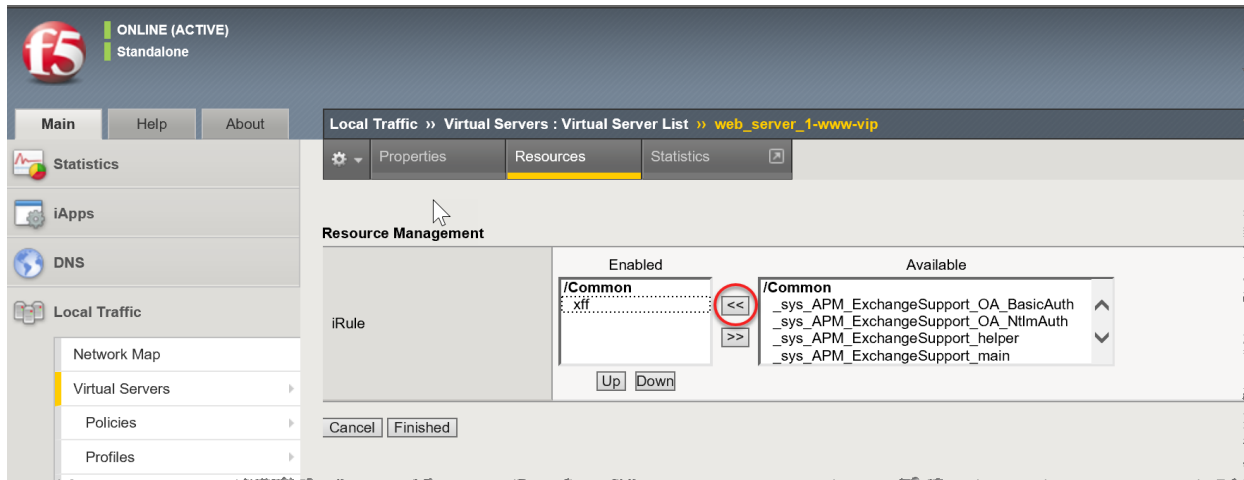 f5
ONLINE (ACTIVE)
Standalone
Main Help About
Local Traffic ›› Virtual Servers : Virtual Server List ›› web_server_1-www-vip
Properties Resources Statistics
Statistics
iApps
DNS
Local Traffic
Network Map
Virtual Servers
Policies
Profiles
Resource Management
iRule
Enabled
/Common
xff
<<
>>
Up Down
Available
/Common
_sys_APM_ExchangeSupport_OA_BasicAuth
_sys_APM_ExchangeSupport_OA_NtlmAuth
_sys_APM_ExchangeSupport_helper
_sys_APM_ExchangeSupport_main
Cancel Finished